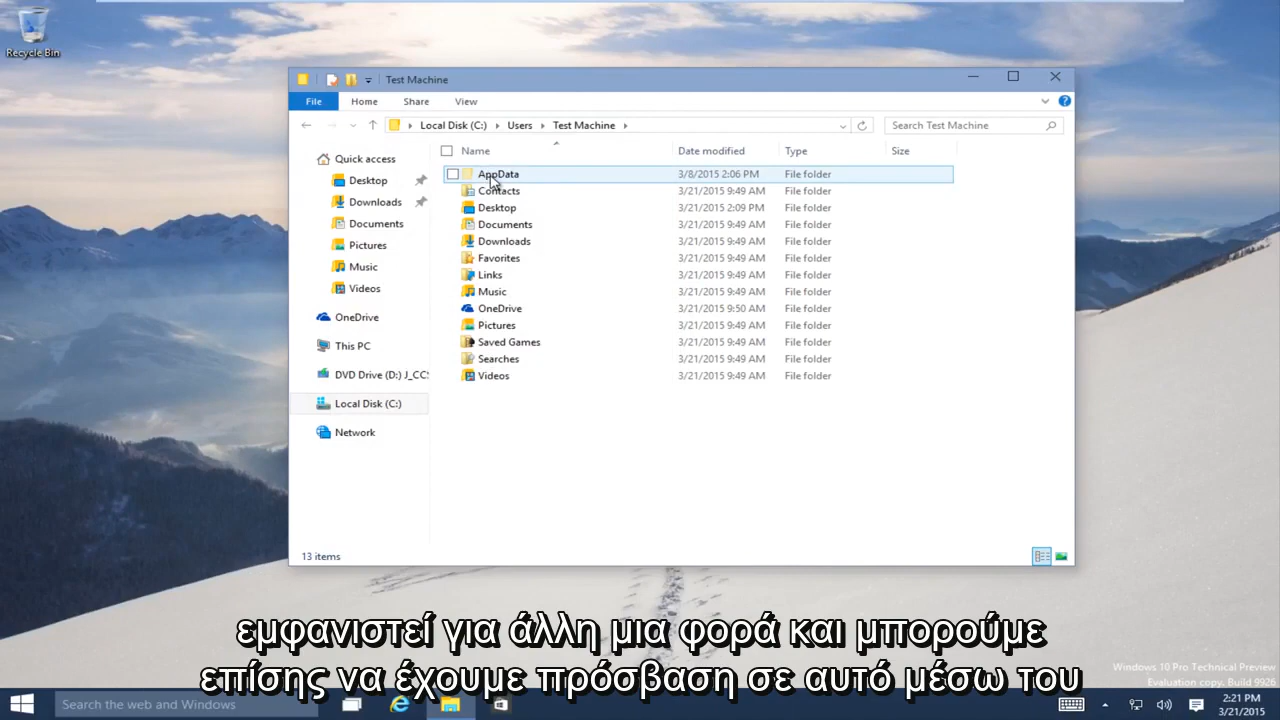 Recycle Bin
Test Machine
File Home Share View
Local Disk (C:) Users Test Machine
Search Test Machine
Name Date modified Type Size
Quick access
Desktop
Downloads
Documents
Pictures
Music
Videos
OneDrive
This PC
DVD Drive (D:) J_CCS
Local Disk (C:)
Network
AppData 3/8/2015 2:06 PM File folder
Contacts 3/21/2015 9:49 AM File folder
Desktop 3/21/2015 2:09 PM File folder
Documents 3/21/2015 9:49 AM File folder
Downloads 3/21/2015 9:49 AM File folder
Favorites 3/21/2015 9:49 AM File folder
Links 3/21/2015 9:49 AM File folder
Music 3/21/2015 9:49 AM File folder
OneDrive 3/21/2015 9:50 AM File folder
Pictures 3/21/2015 9:49 AM File folder
Saved Games 3/21/2015 9:49 AM File folder
Searches 3/21/2015 9:49 AM File folder
Videos 3/21/2015 9:49 AM File folder
13 items
εμφανιστεί για άλλη μια φορά και μπορούμε
επίσης να έχουμε πρόσβαση σε αυτό μέσω του
Windows 10 Pro Technical Preview
Evaluation copy. Build 9926
Search the web and Windows
2:21 PM
3/21/2015